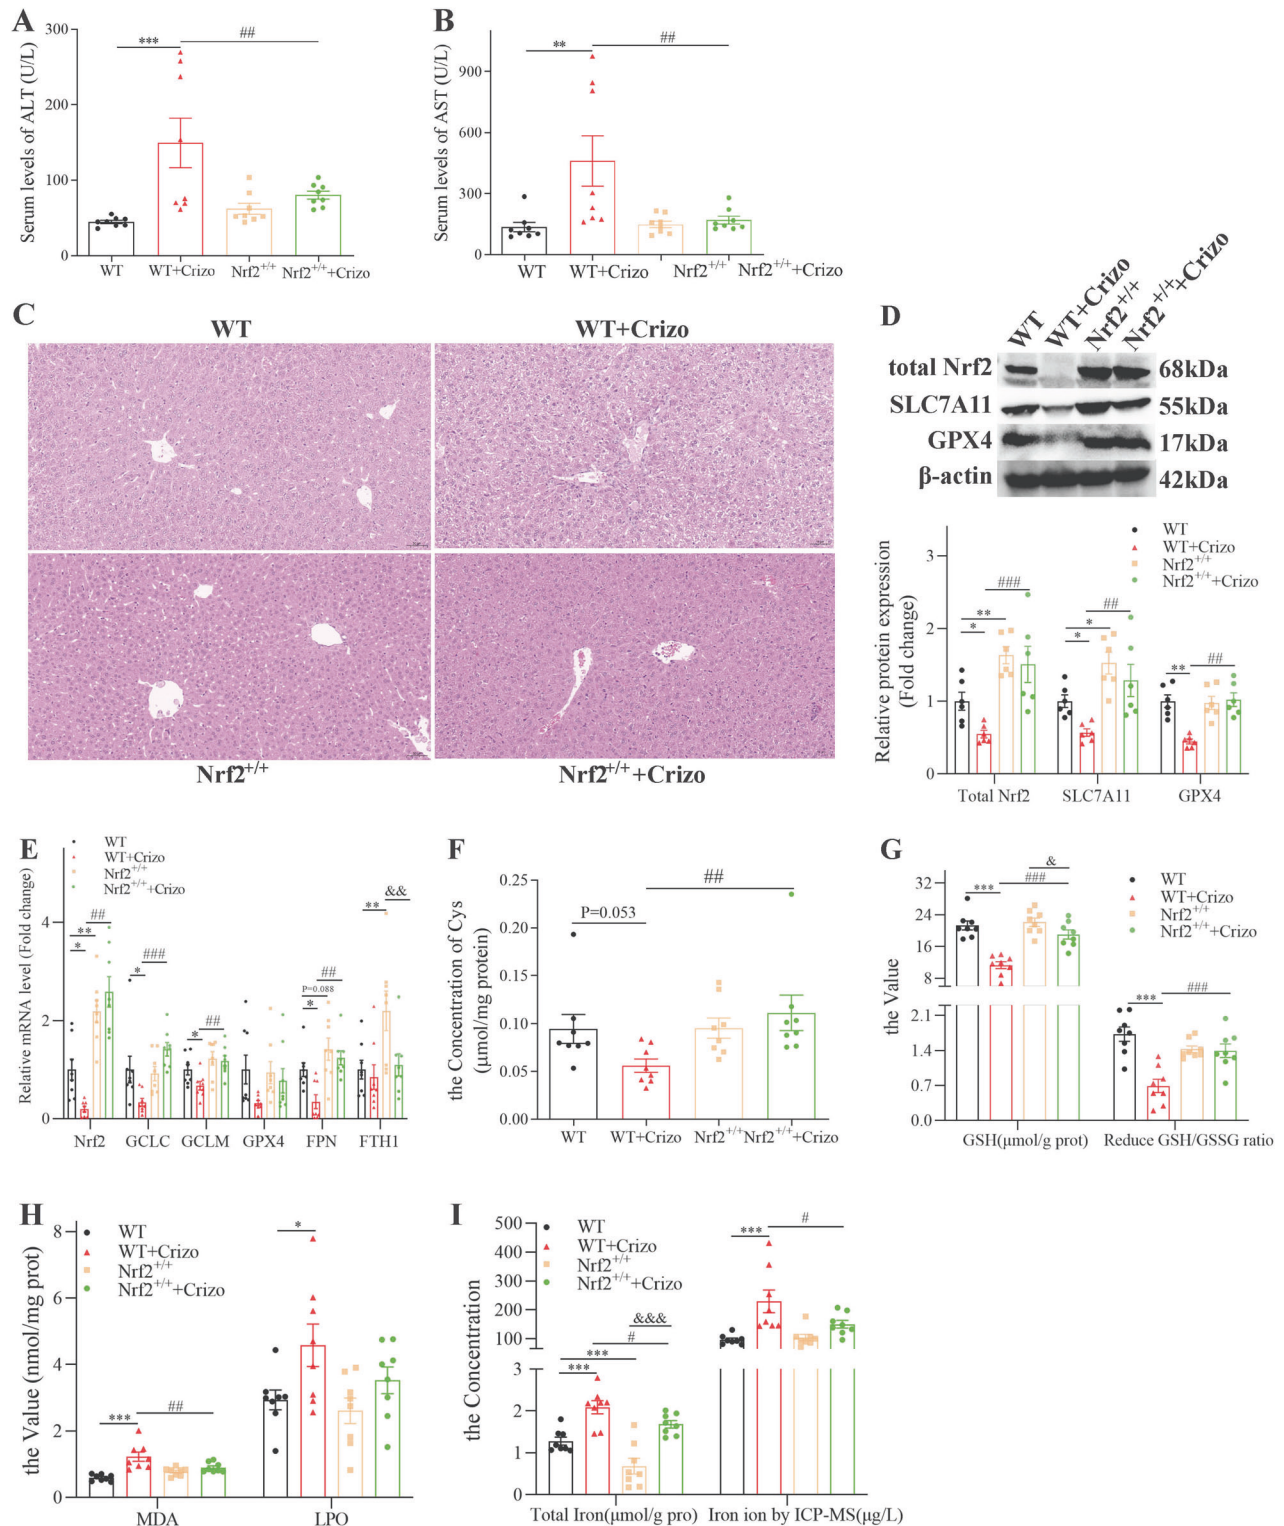 A
Serum levels of ALT (U/L)
300
200
100
0
***
##
WT
WT+Crizo
Nrf2+/+
Nrf2+/++Crizo
B
Serum levels of AST (U/L)
900
600
300
0
**
##
WT
WT+Crizo
Nrf2+/+
Nrf2+/++Crizo
C
WT
WT+Crizo
Nrf2+/+
Nrf2+/++Crizo
D
WT
WT+Crizo
Nrf2+/+
Nrf2+/++Crizo
total Nrf2 68kDa
SLC7A11 55kDa
GPX4 17kDa
β-actin 42kDa
WT
WT+Crizo
Nrf2+/+
Nrf2+/++Crizo
Relative protein expression
(Fold change)
3
2
1
0
###
**
*
##
*
*
##
**
Total Nrf2
SLC7A11
GPX4
E
WT
WT+Crizo
Nrf2+/+
Nrf2+/++Crizo
Relative mRNA level (Fold change)
4
2
0
##
**
*
###
*
##
*
##
P=0.088
*
&&
**
Nrf2
GCLC
GCLM
GPX4
FPN
FTH1
F
the Concentration of Cys
(μmol/mg protein)
0.25
0.20
0.15
0.10
0.05
0.00
P=0.053
##
WT
WT+Crizo
Nrf2+/+
Nrf2+/++Crizo
G
the Value
32
24
16
8
2.1
1.4
0.7
0.0
&
###
***
###
***
WT
WT+Crizo
Nrf2+/+
Nrf2+/++Crizo
GSH(μmol/g prot)
Reduce GSH/GSSG ratio
H
the Value (nmol/mg prot)
8
6
4
2
0
WT
WT+Crizo
Nrf2+/+
Nrf2+/++Crizo
***
##
*
MDA
LPO
I
the Concentration
500
400
300
200
100
3
2
1
0
WT
WT+Crizo
Nrf2+/+
Nrf2+/++Crizo
&&&
#
***
***
#
***
Total Iron(μmol/g pro)
Iron ion by ICP-MS(μg/L)